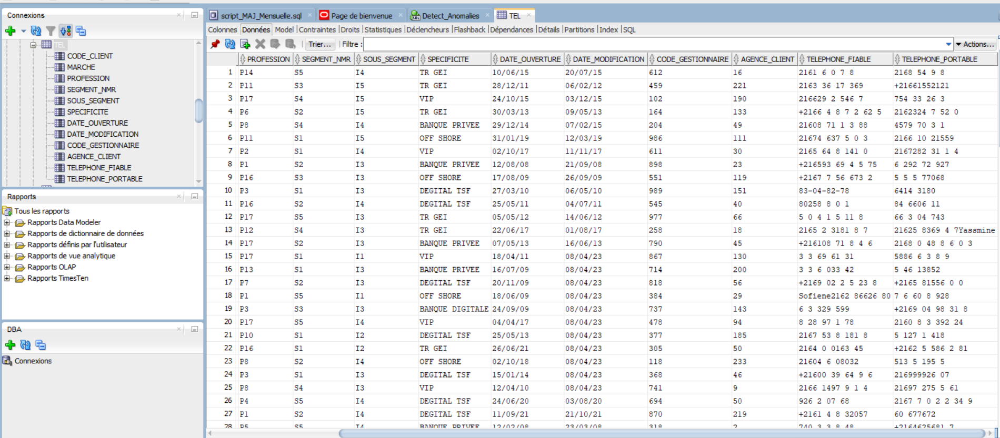 Connexions
TEL
CODE_CLIENT
MARCHE
PROFESSION
SEGMENT_NMR
SOUS_SEGMENT
SPECIFICITE
DATE_OUVERTURE
DATE_MODIFICATION
CODE_GESTIONNAIRE
AGENCE_CLIENT
TELEPHONE_FIABLE
TELEPHONE_PORTABLE
Rapports
Tous les rapports
Rapports Data Modeler
Rapports de dictionnaire de données
Rapports définis par l'utilisateur
Rapports de vue analytique
Rapports OLAP
Rapports TimesTen
DBA
Connexions
script_MAJ_Mensuelle.sql Page de bienvenue Detect_Anomalies TEL
Colonnes Données Model |Contraintes |Droits |Statistiques |Déclencheurs |Flashback |Dépendances |Détails |Partitions |Index |SQL
Trier... Filtre : Actions...
PROFESSION SEGMENT_NMR SOUS_SEGMENT SPECIFICITE DATE_OUVERTURE DATE_MODIFICATION CODE_GESTIONNAIRE AGENCE_CLIENT TELEPHONE_FIABLE TELEPHONE_PORTABLE
1 P14 S5 I4 TR GEI 10/06/15 20/07/15 612 16 2161 6 0 7 8 2168 54 9 8
2 P11 S3 I5 TR GEI 28/12/11 06/02/12 459 221 2163 36 17 369 +21661552121
3 P17 S4 I5 VIP 24/10/15 03/12/15 102 190 216629 2 546 7 754 33 26 3
4 P6 S2 I5 TR GEI 30/03/13 09/05/13 164 133 +2166 4 8 7 2 62 5 2162324 7 52 0
5 P8 S4 I4 BANQUE PRIVEE 29/12/14 07/02/15 204 49 21608 71 1 3 88 4579 70 3 1
6 P11 S1 I5 OFF SHORE 31/01/19 12/03/19 986 111 21674 637 5 0 3 2166 10 21559
7 P2 S1 I4 VIP 02/10/17 11/11/17 611 30 2165 64 8 141 0 2167282 31 1 4
8 P1 S2 I3 BANQUE PRIVEE 12/08/08 21/09/08 898 23 +216593 69 4 5 75 6 292 72 927
9 P16 S3 I3 OFF SHORE 17/08/09 26/09/09 551 119 +2167 7 56 673 2 5 5 5 77068
10 P3 S1 I3 DEGITAL TSF 27/03/10 06/05/10 989 151 83-04-82-78 6414 3180
11 P16 S2 I4 DEGITAL TSF 25/05/11 04/07/11 545 40 80258 8 0 1 84 6606 11
12 P17 S5 I3 TR GEI 05/05/12 14/06/12 977 66 5 0 4 1 5 11 8 66 3 04 743
13 P12 S4 I3 TR GEI 22/06/17 01/08/17 258 18 2165 2 3181 8 7 21625 8369 4 7Yassmine
14 P17 S2 I3 BANQUE PRIVEE 07/05/13 16/06/13 790 45 +216108 71 8 4 6 2168 0 48 8 6 0 3
15 P17 S1 I1 VIP 18/04/11 08/04/23 867 130 3 3 69 61 31 5886 6 3 8 9
16 P13 S1 I3 BANQUE PRIVEE 16/07/09 08/04/23 714 200 3 3 6 033 42 5 46 13852
17 P7 S2 I3 DEGITAL TSF 20/11/09 08/04/23 818 56 +2169 02 2 5 23 8 +2165 81556 0 0
18 P1 S5 I1 OFF SHORE 18/06/09 08/04/23 384 29 Sofiene2162 86626 80 7 6 60 8 928
19 P3 S3 I3 BANQUE DIGITALE 24/09/09 08/04/23 737 143 6 3 329 599 +2169 04 98 31 8
20 P17 S5 I4 VIP 04/04/17 08/04/23 478 94 8 28 97 1 78 2160 8 3 392 24
21 P10 S1 I2 DEGITAL TSF 25/05/13 08/04/23 377 185 2167 53 8 181 8 5 127 1 418
22 P16 S1 I2 TR GEI 26/06/21 08/04/23 305 50 2164 0 0163 45 +2162 5 586 2 81
23 P8 S2 I4 OFF SHORE 02/10/18 08/04/23 118 233 21604 6 08032 513 5 195 5
24 P3 S1 I3 DEGITAL TSF 15/01/14 08/04/23 368 46 +21600 39 64 9 6 216999926 07
25 P8 S4 I3 VIP 12/04/10 08/04/23 741 9 2166 1497 9 1 4 21697 275 5 61
26 P4 S5 I4 DEGITAL TSF 24/06/20 03/08/20 694 50 926 2 07 68 2167 7 0 2 2 34 9
27 P1 S2 I4 DEGITAL TSF 11/09/21 21/10/21 870 219 +2161 4 8 32057 60 677672
28 P5 S5 I4 BANQUE PRIVEE 12/02/08 23/03/08 318 2 740 3 3 8 48 +2164625681 7